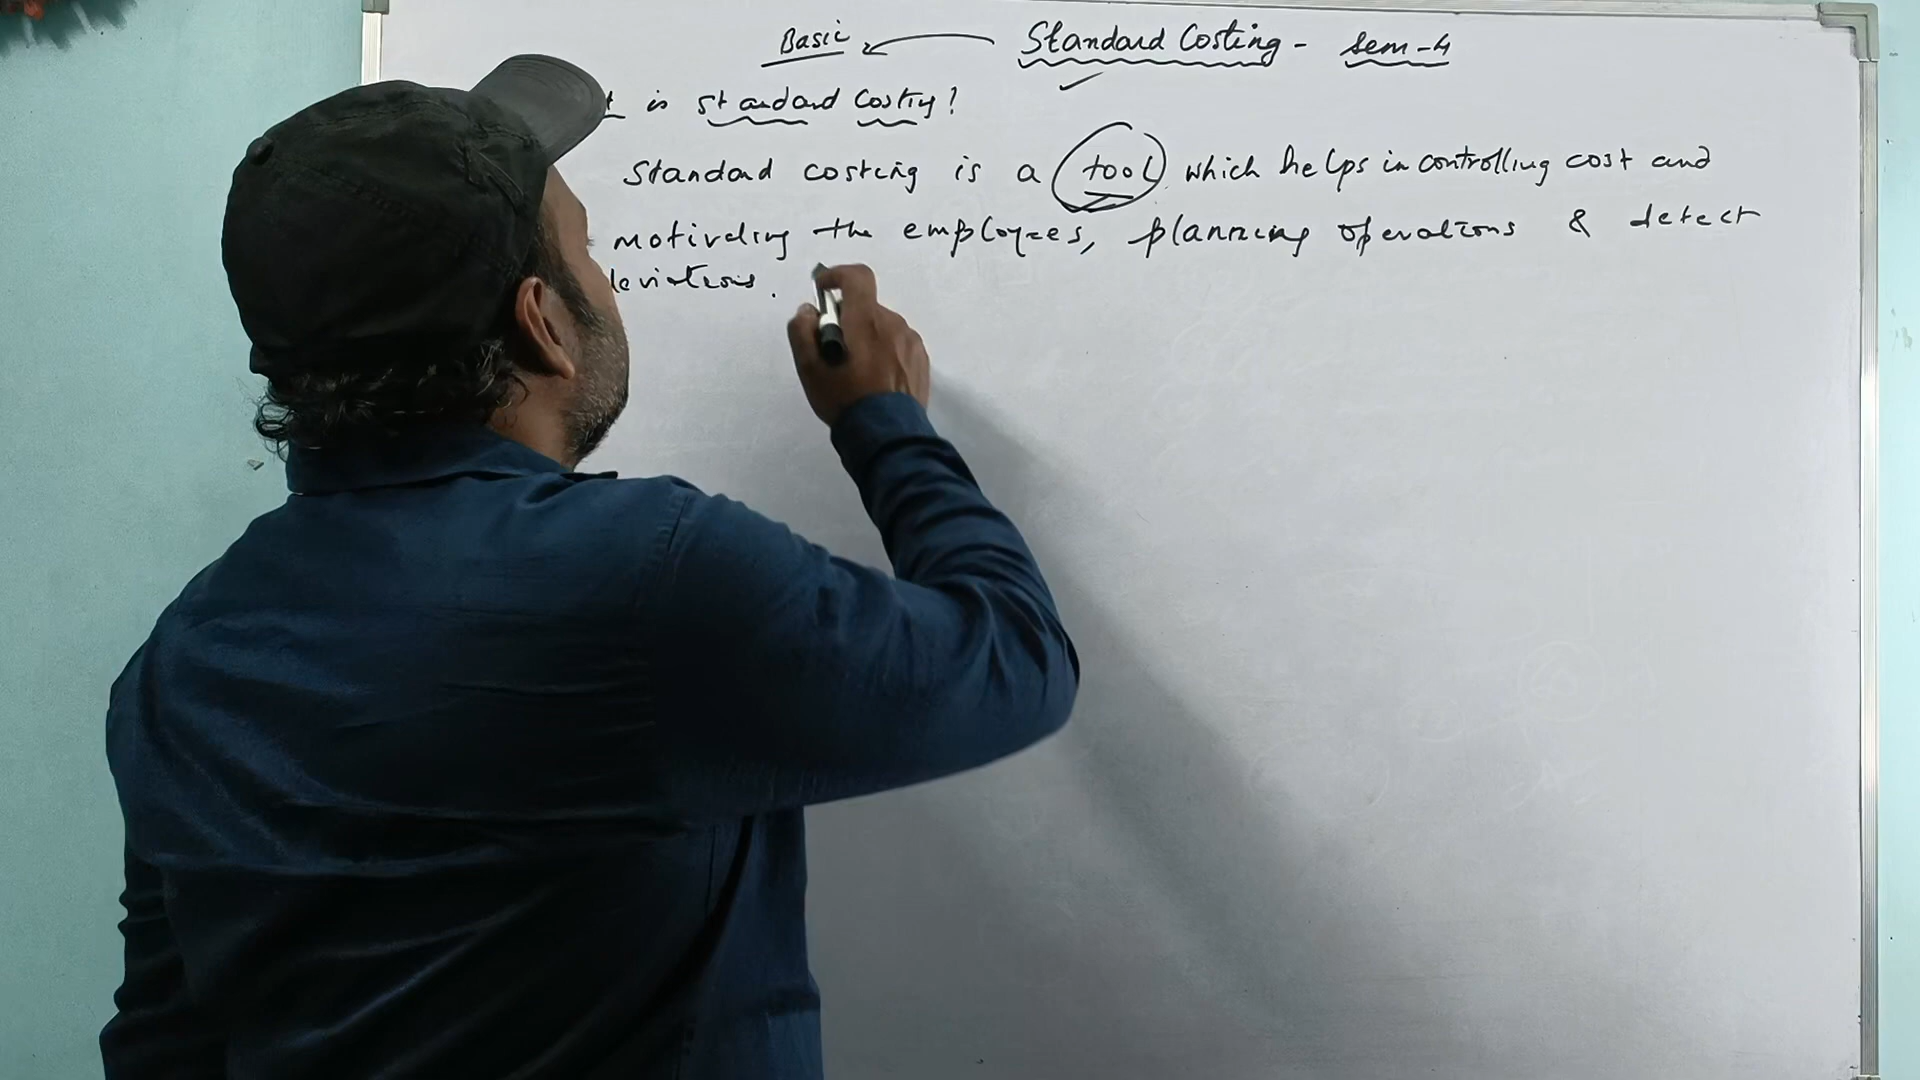 Basic Standard Costing - Sem-4
is standard Costing?
Standard costing is a tool which helps in controlling cost and
motivating the employees, planning operations & detect
deviations.